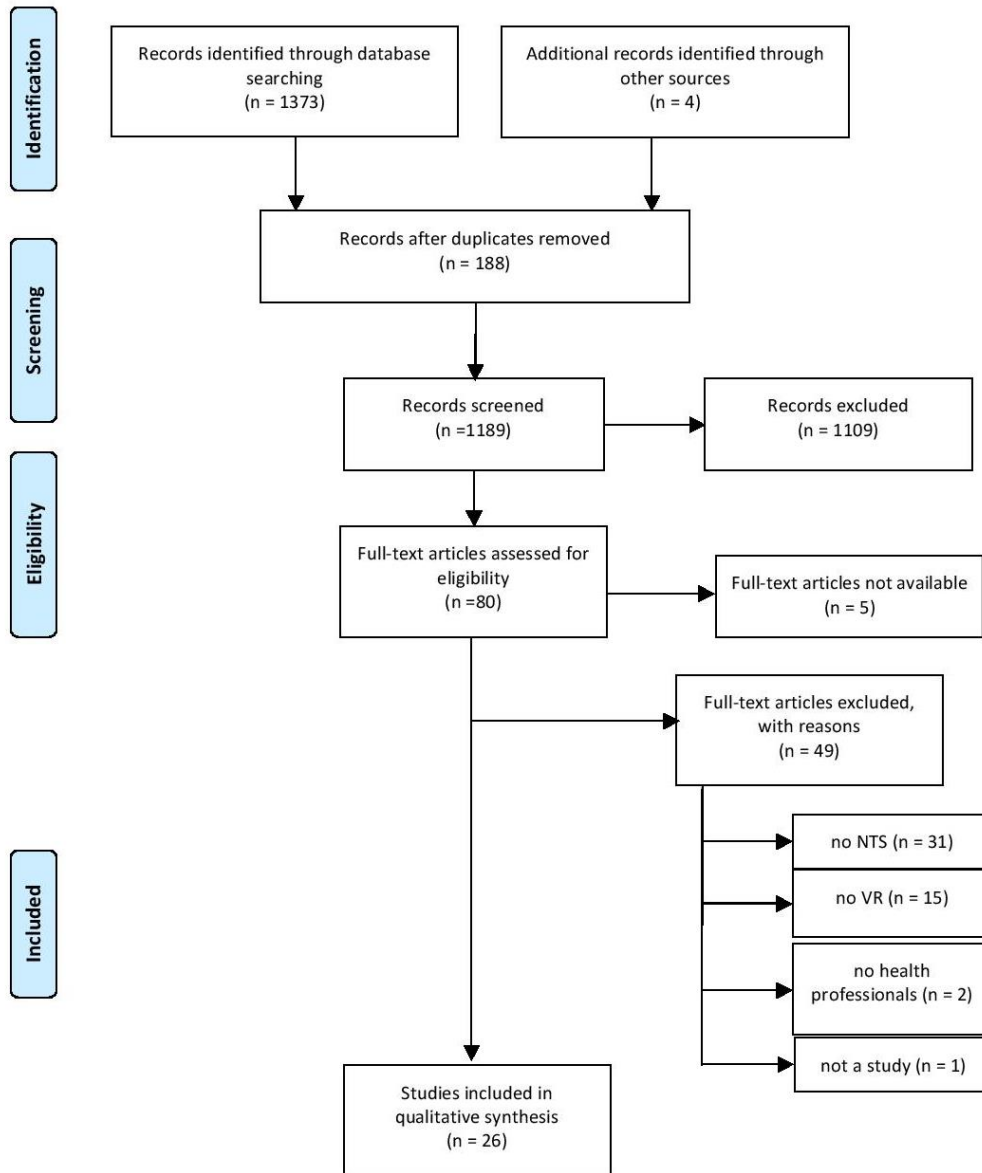 Identification
Records identified through database
searching
(n = 1373)
Additional records identified through
other sources
(n = 4)
Screening
Records after duplicates removed
(n = 188)
Records screened
(n =1189)
Records excluded
(n = 1109)
Eligibility
Full-text articles assessed for
eligibility
(n =80)
Full-text articles not available
(n = 5)
Full-text articles excluded,
with reasons
(n = 49)
Included
no NTS (n = 31)
no VR (n = 15)
no health
professionals (n = 2)
not a study (n = 1)
Studies included in
qualitative synthesis
(n = 26)